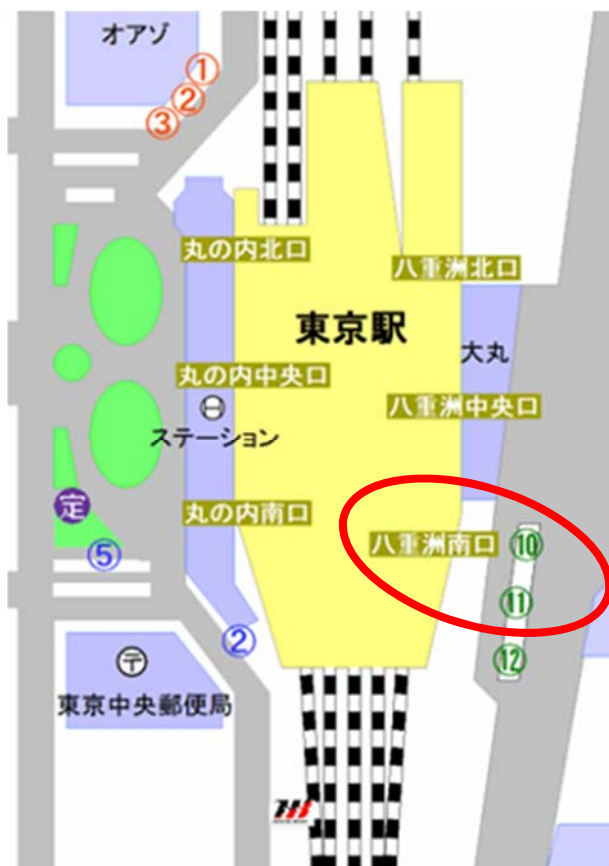 オアゾ
①
②
③
丸の内北口
八重洲北口
東京駅
大丸
丸の内中央口
八重洲中央口
ステーション
定
丸の内南口
八重洲南口
⑩
⑤
⑪
②
⑫
〒
東京中央郵便局